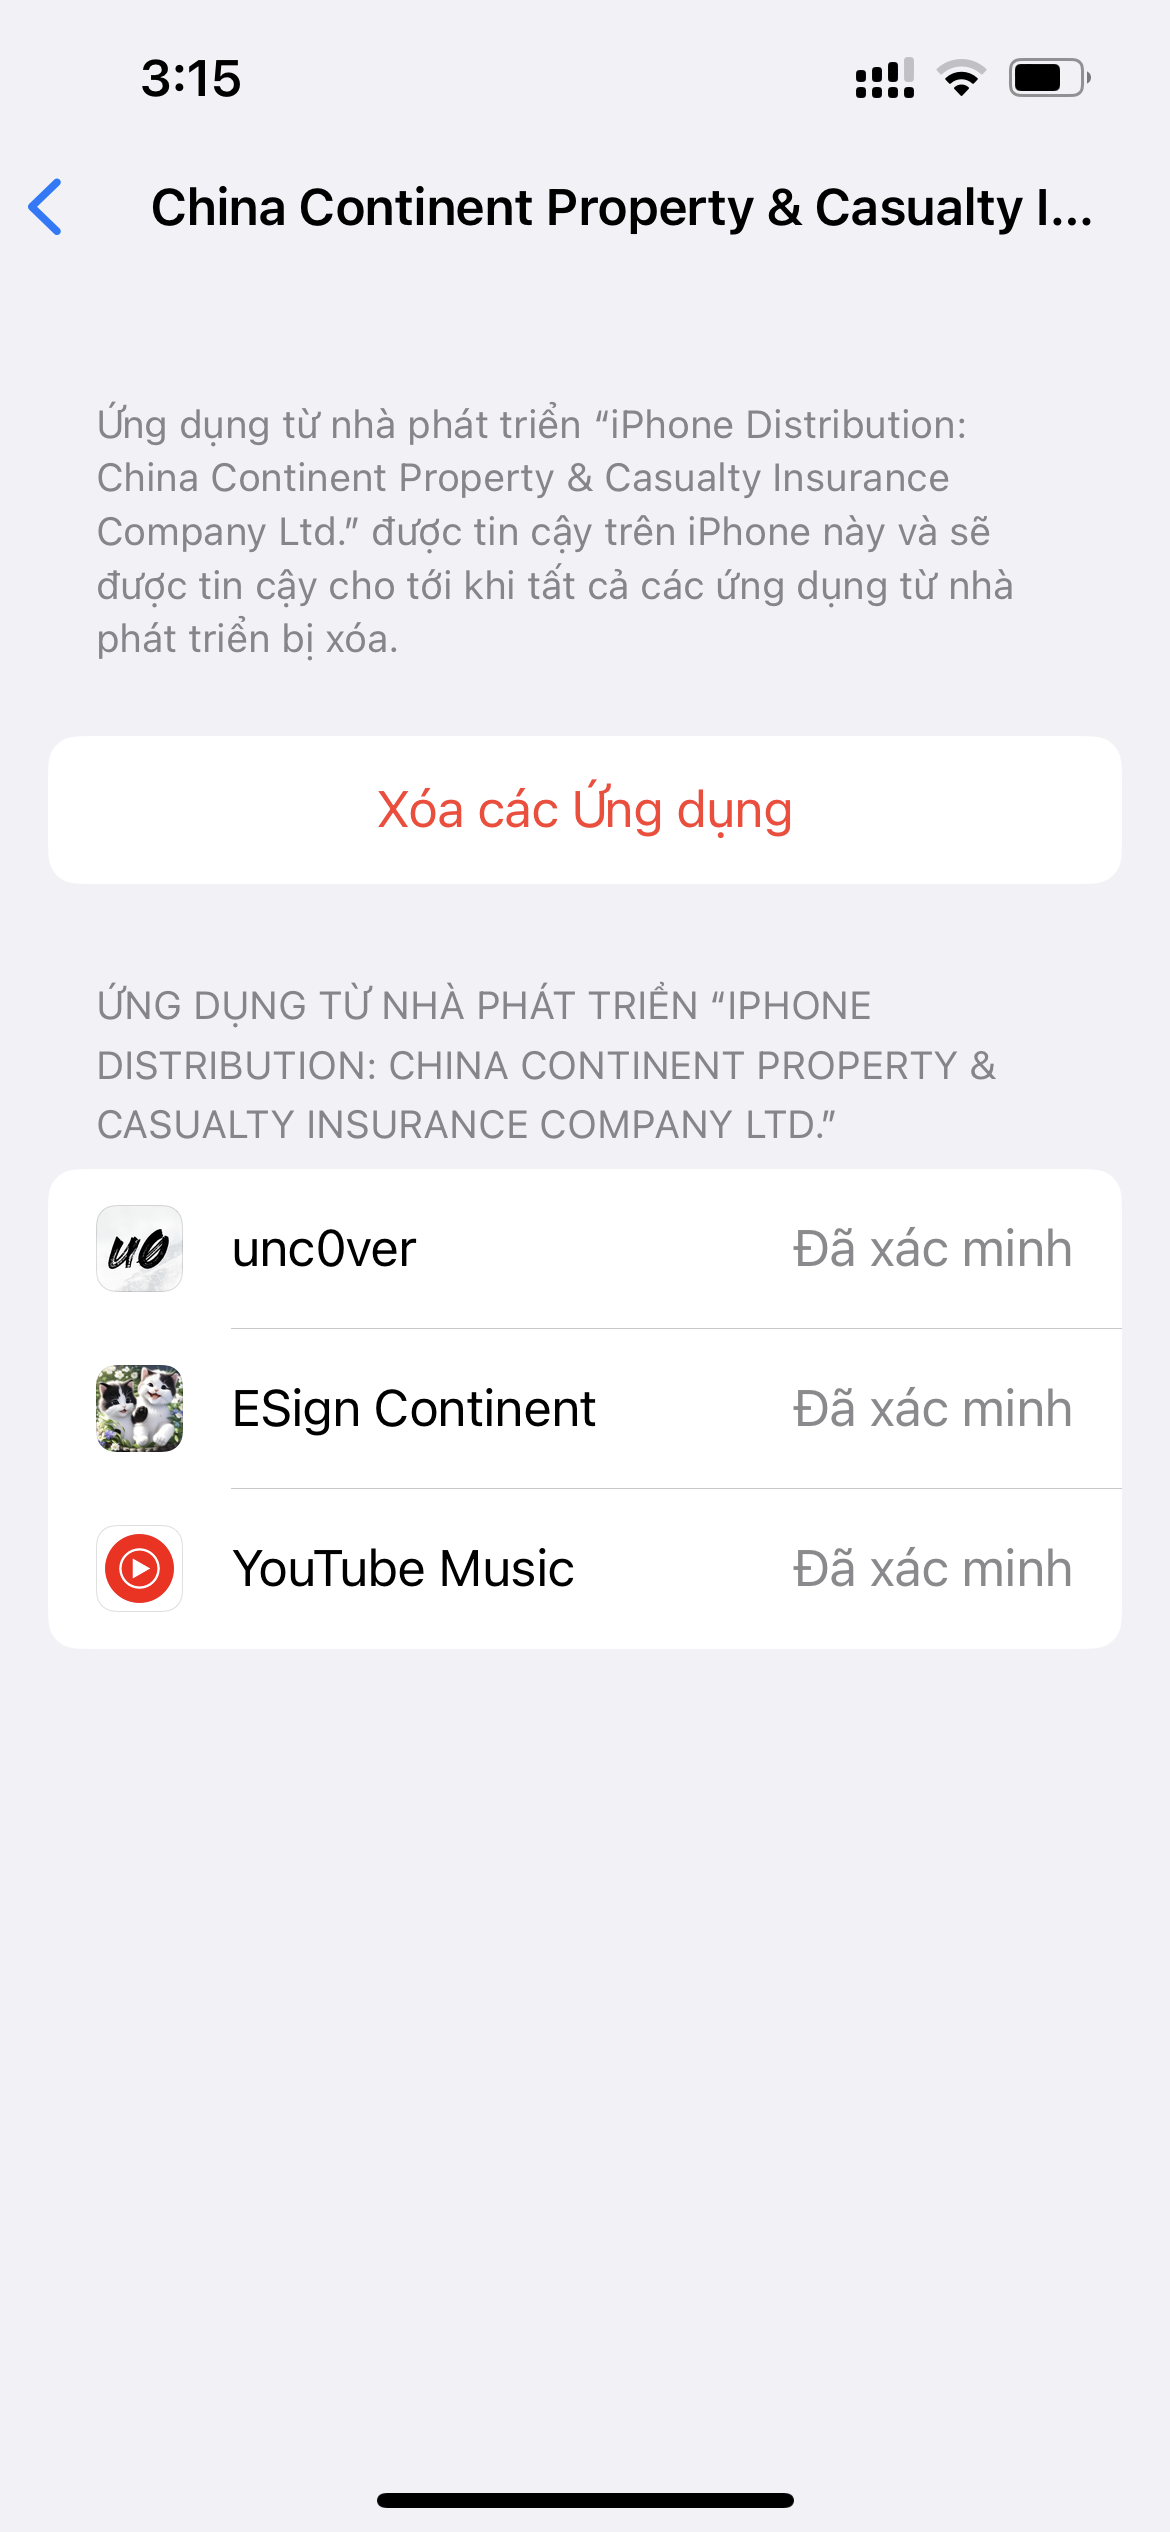 3:15
China Continent Property & Casualty I...
Ứng dụng từ nhà phát triển “iPhone Distribution:
China Continent Property & Casualty Insurance
Company Ltd.” được tin cậy trên iPhone này và sẽ
được tin cậy cho tới khi tất cả các ứng dụng từ nhà
phát triển bị xóa.
Xóa các Ứng dụng
ỨNG DỤNG TỪ NHÀ PHÁT TRIỂN “IPHONE
DISTRIBUTION: CHINA CONTINENT PROPERTY &
CASUALTY INSURANCE COMPANY LTD.”
u0 unc0ver Đã xác minh
ESign Continent Đã xác minh
YouTube Music Đã xác minh